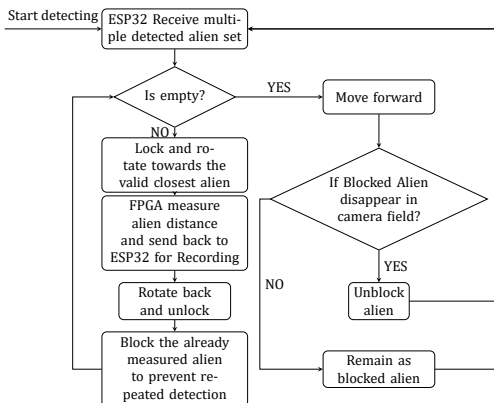 Start detecting
ESP32 Receive multi-
ple detected alien set
Is empty?
YES
Move forward
NO
Lock and ro-
tate towards the
valid closest alien
If Blocked Alien
disappear in
camera field?
FPGA measure
alien distance
and send back to
ESP32 for Recording
NO
YES
Rotate back
and unlock
Unblock
alien
Block the already
measured alien
to prevent re-
peated detection
Remain as
blocked alien